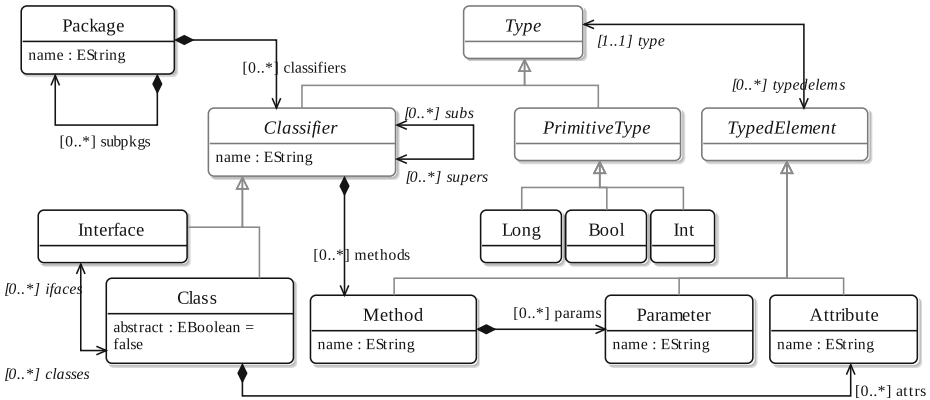 Package
name : EString
Type
[1..1] type
[0..*] classifiers
[0..*] typedelems
[0..*] subpkgs
Classifier
name : EString
[0..*] subs
[0..*] supers
PrimitiveType
TypedElement
Interface
Long
Bool
Int
[0..*] methods
[0..*] ifaces
Class
abstract : EBoolean =
false
Method
name : EString
[0..*] params
Parameter
name : EString
Attribute
name : EString
[0..*] classes
[0..*] attrs